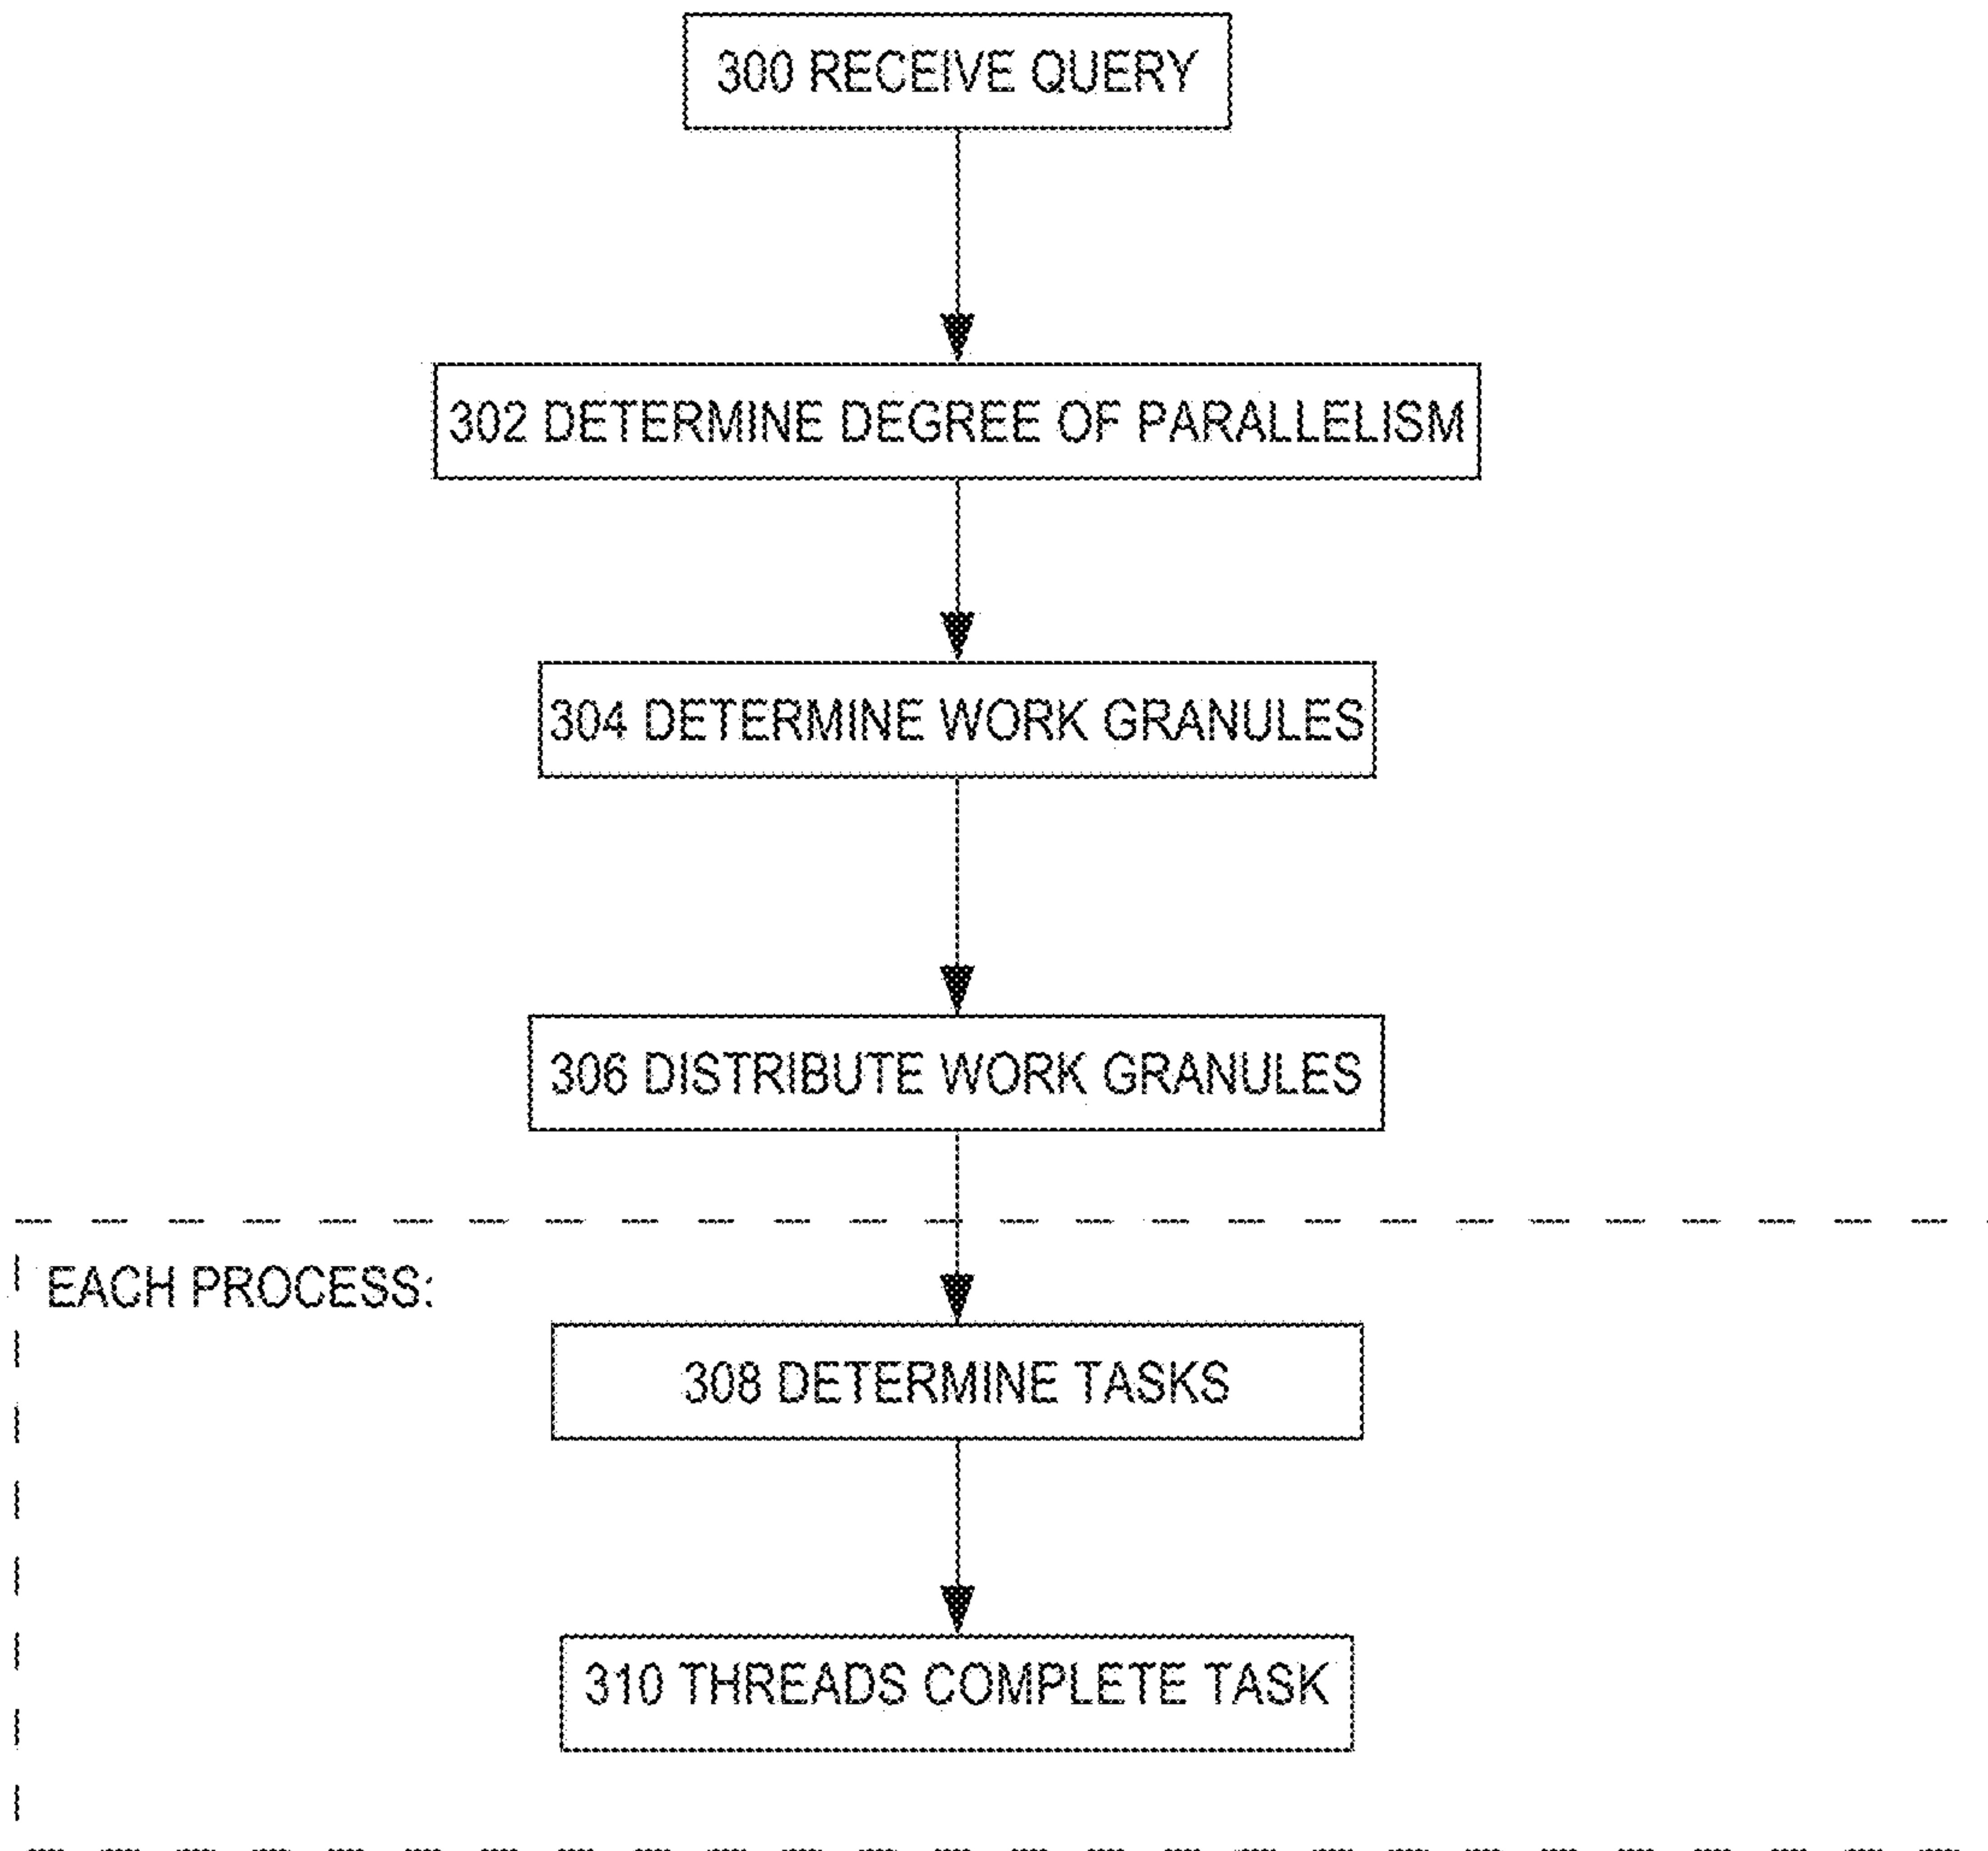 300 RECEIVE QUERY
302 DETERMINE DEGREE OF PARALLELISM
304 DETERMINE WORK GRANULES
306 DISTRIBUTE WORK GRANULES
EACH PROCESS:
308 DETERMINE TASKS
310 THREADS COMPLETE TASK